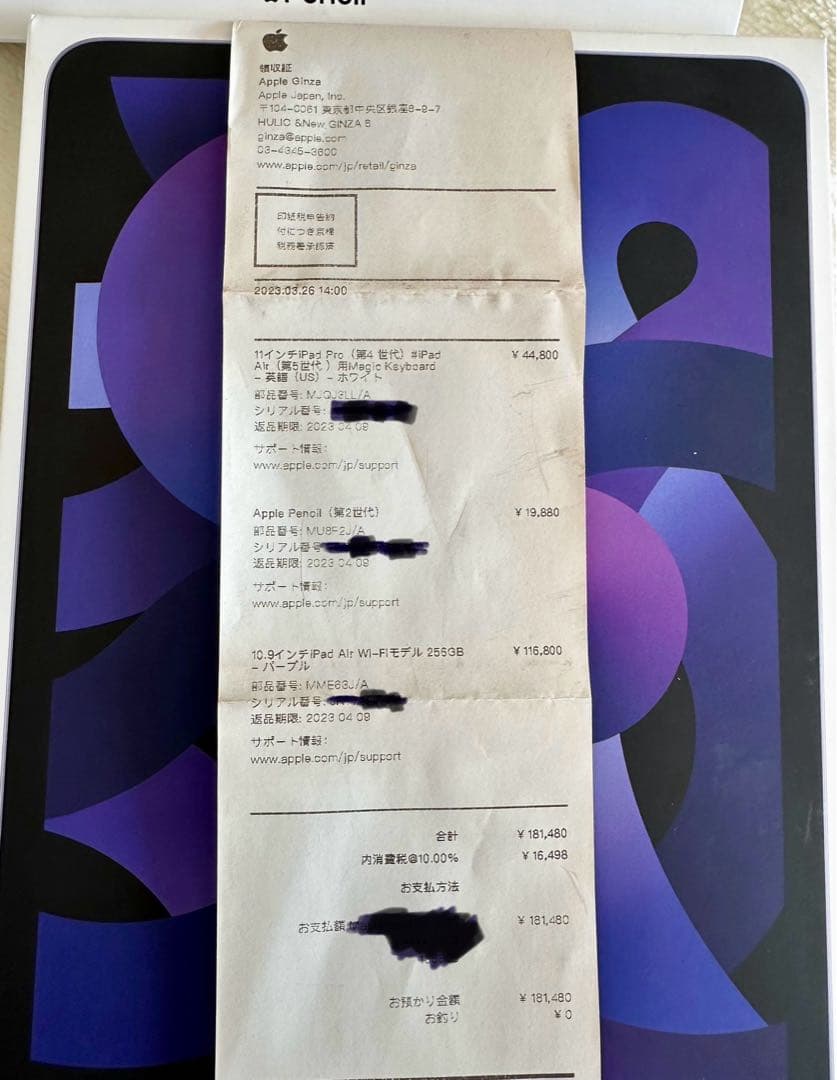 領収証
Apple Ginza
Apple Japan, Inc.
〒104-0061 東京都中央区銀座8-9-7
HULIC &New GINZA 8
ginza@apple.com
03-4345-3600
www.apple.com/jp/retail/ginza
印紙税申告納
付につき京橋
税務署承認済
2023.03.26 14:00
11インチiPad Pro（第4 世代）#iPad ¥ 44,800
Air（第5世代 ）用Magic Keyboard
– 英語（US）– ホワイト
部品番号: MJQJ3LL/A
シリアル番号:
返品期限: 2023 04 09
サポート情報:
www.apple.com/jp/support
Apple Pencil（第2世代） ¥ 19,880
部品番号: MU8F2J/A
シリアル番号
返品期限: 2023 04 09
サポート情報:
www.apple.com/jp/support
10.9インチiPad Air Wi-Fiモデル 256GB ¥ 116,800
– パープル
部品番号: MME63J/A
シリアル番号:
返品期限: 2023 04 09
サポート情報:
www.apple.com/jp/support
合計 ¥ 181,480
内消費税@10.00% ¥ 16,498
お支払方法
お支払額 ¥ 181,480
お預かり金額 ¥ 181,480
お釣り ¥ 0